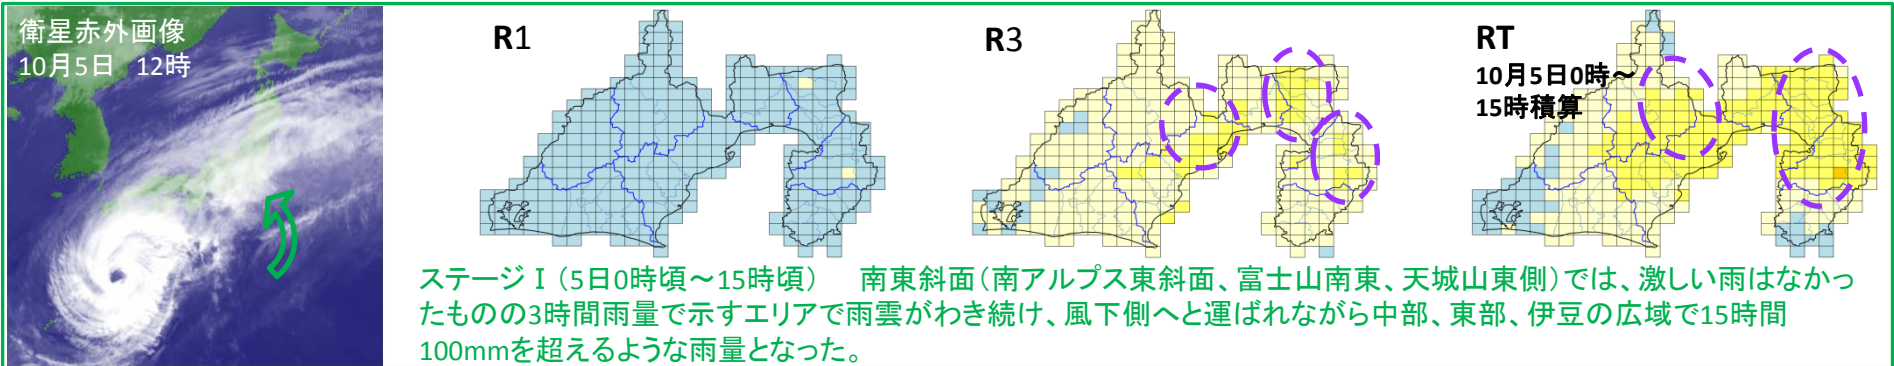 衛星赤外画像
10月5日 12時
R1
R3
RT
10月5日0時~
15時積算
ステージⅠ(5日0時頃~15時頃) 南東斜面(南アルプス東斜面、富士山南東、天城山東側)では、激しい雨はなかっ
たものの3時間雨量で示すエリアで雨雲がわき続け、風下側へと運ばれながら中部、東部、伊豆の広域で15時間
100mmを超えるような雨量となった。